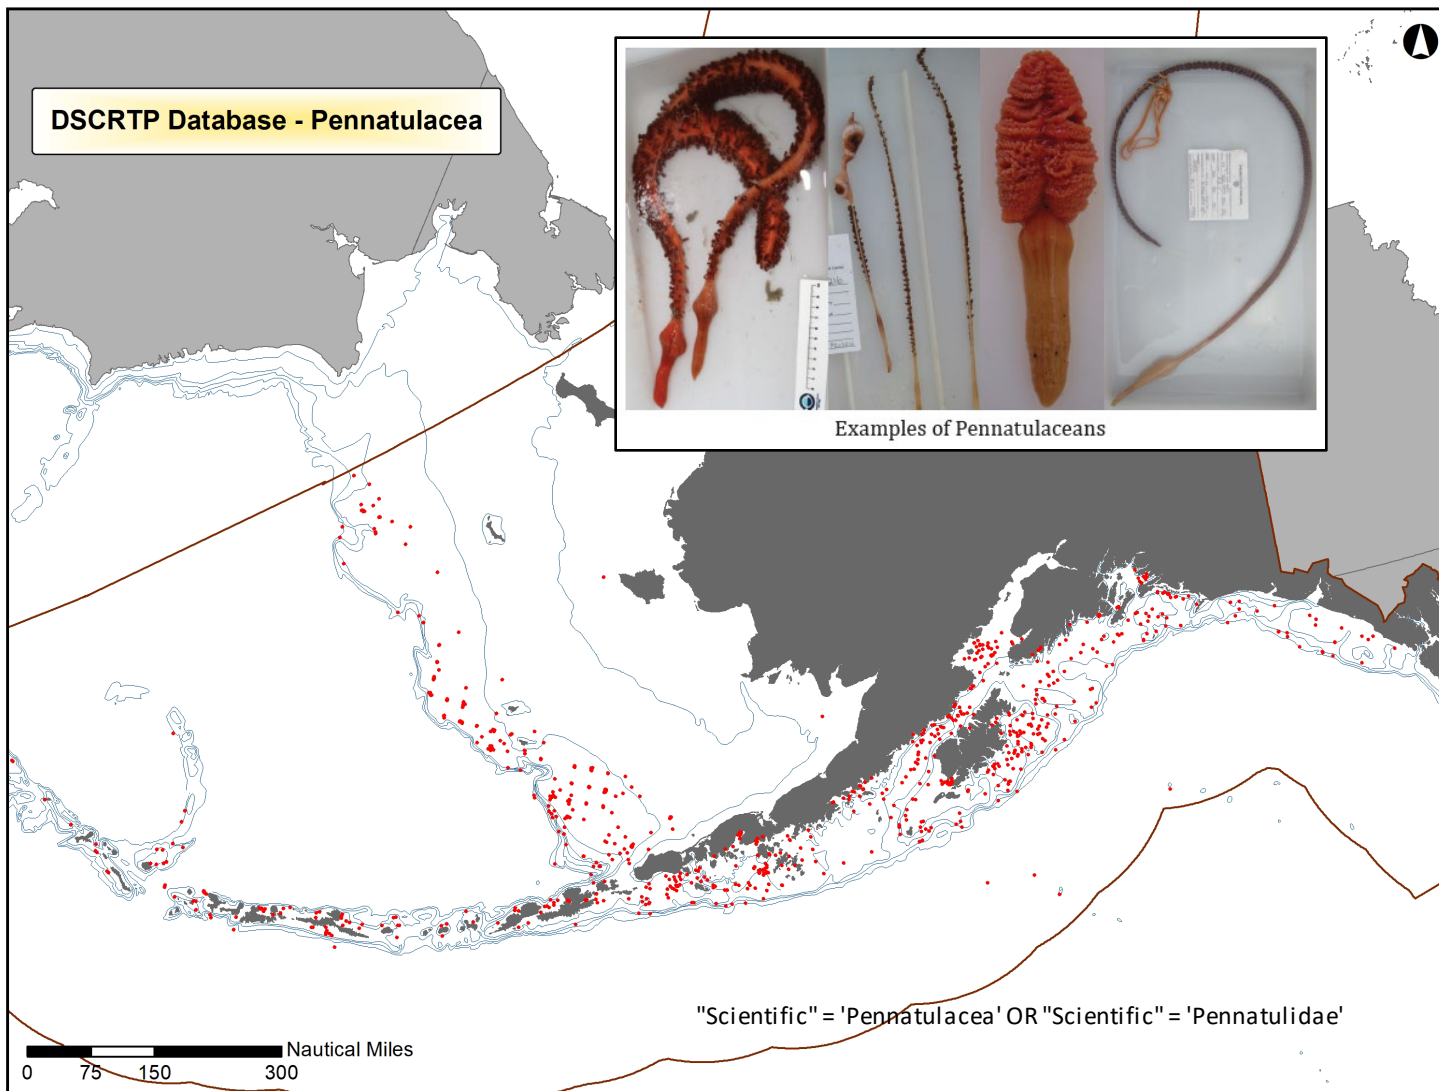 DSCRTP Database - Pennatulacea
Examples of Pennatulaceans
"Scientific" = 'Pennatulacea' OR "Scientific" = 'Pennatulidae'
Nautical Miles
0 75 150 300